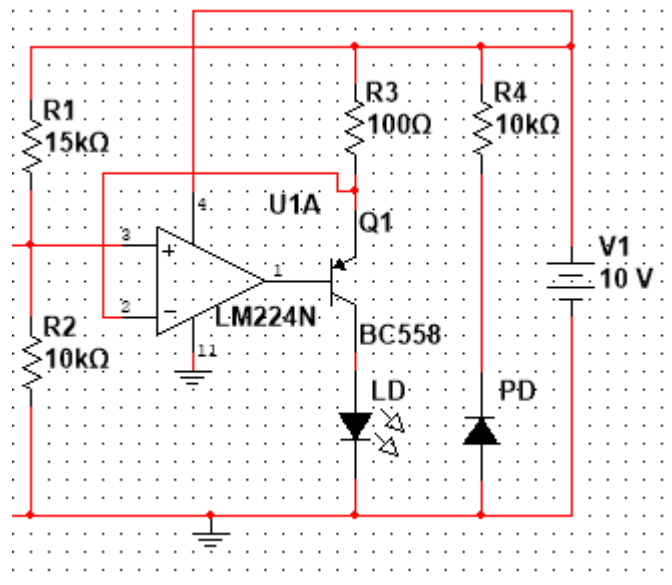 R1
15kΩ
R3
100Ω
R4
10kΩ
4
U1A
Q1
3
+
1
V1
10 V
2
−
LM224N
11
R2
10kΩ
BC558
LD
PD